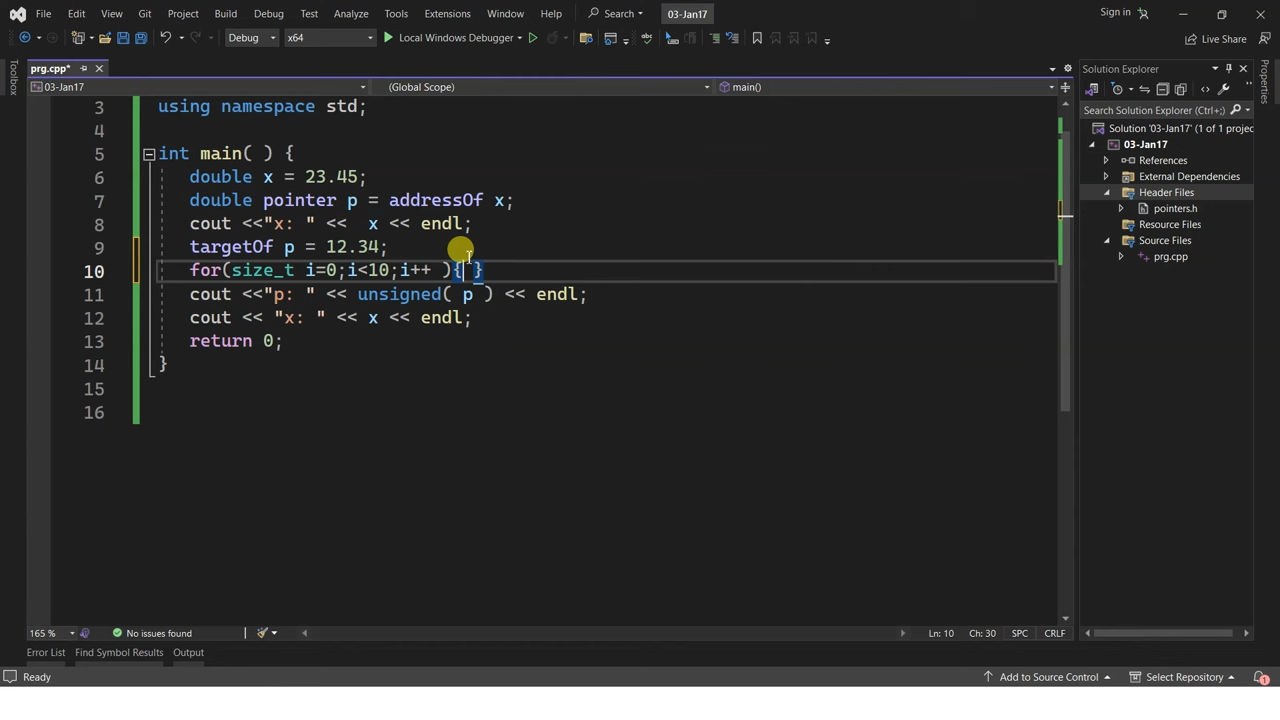 File Edit View Git Project Build Debug Test Analyze Tools Extensions Window Help Search 03-Jan17 Sign in
Debug x64 Local Windows Debugger Live Share
Toolbox
prg.cpp*
03-Jan17 (Global Scope) main()
3 using namespace std;
4
5 int main( ) {
6 double x = 23.45;
7 double pointer p = addressOf x;
8 cout <<"x: " <<  x << endl;
9 targetOf p = 12.34;
10 for(size_t i=0;i<10;i++ ){ }
11 cout <<"p: " << unsigned( p ) << endl;
12 cout << "x: " << x << endl;
13 return 0;
14 }
15
16
165 % No issues found Ln: 10 Ch: 30 SPC CRLF
Error List Find Symbol Results Output
Ready Add to Source Control Select Repository 1
Solution Explorer
Search Solution Explorer (Ctrl+;)
Solution '03-Jan17' (1 of 1 projec
03-Jan17
References
External Dependencies
Header Files
pointers.h
Resource Files
Source Files
prg.cpp
Properties